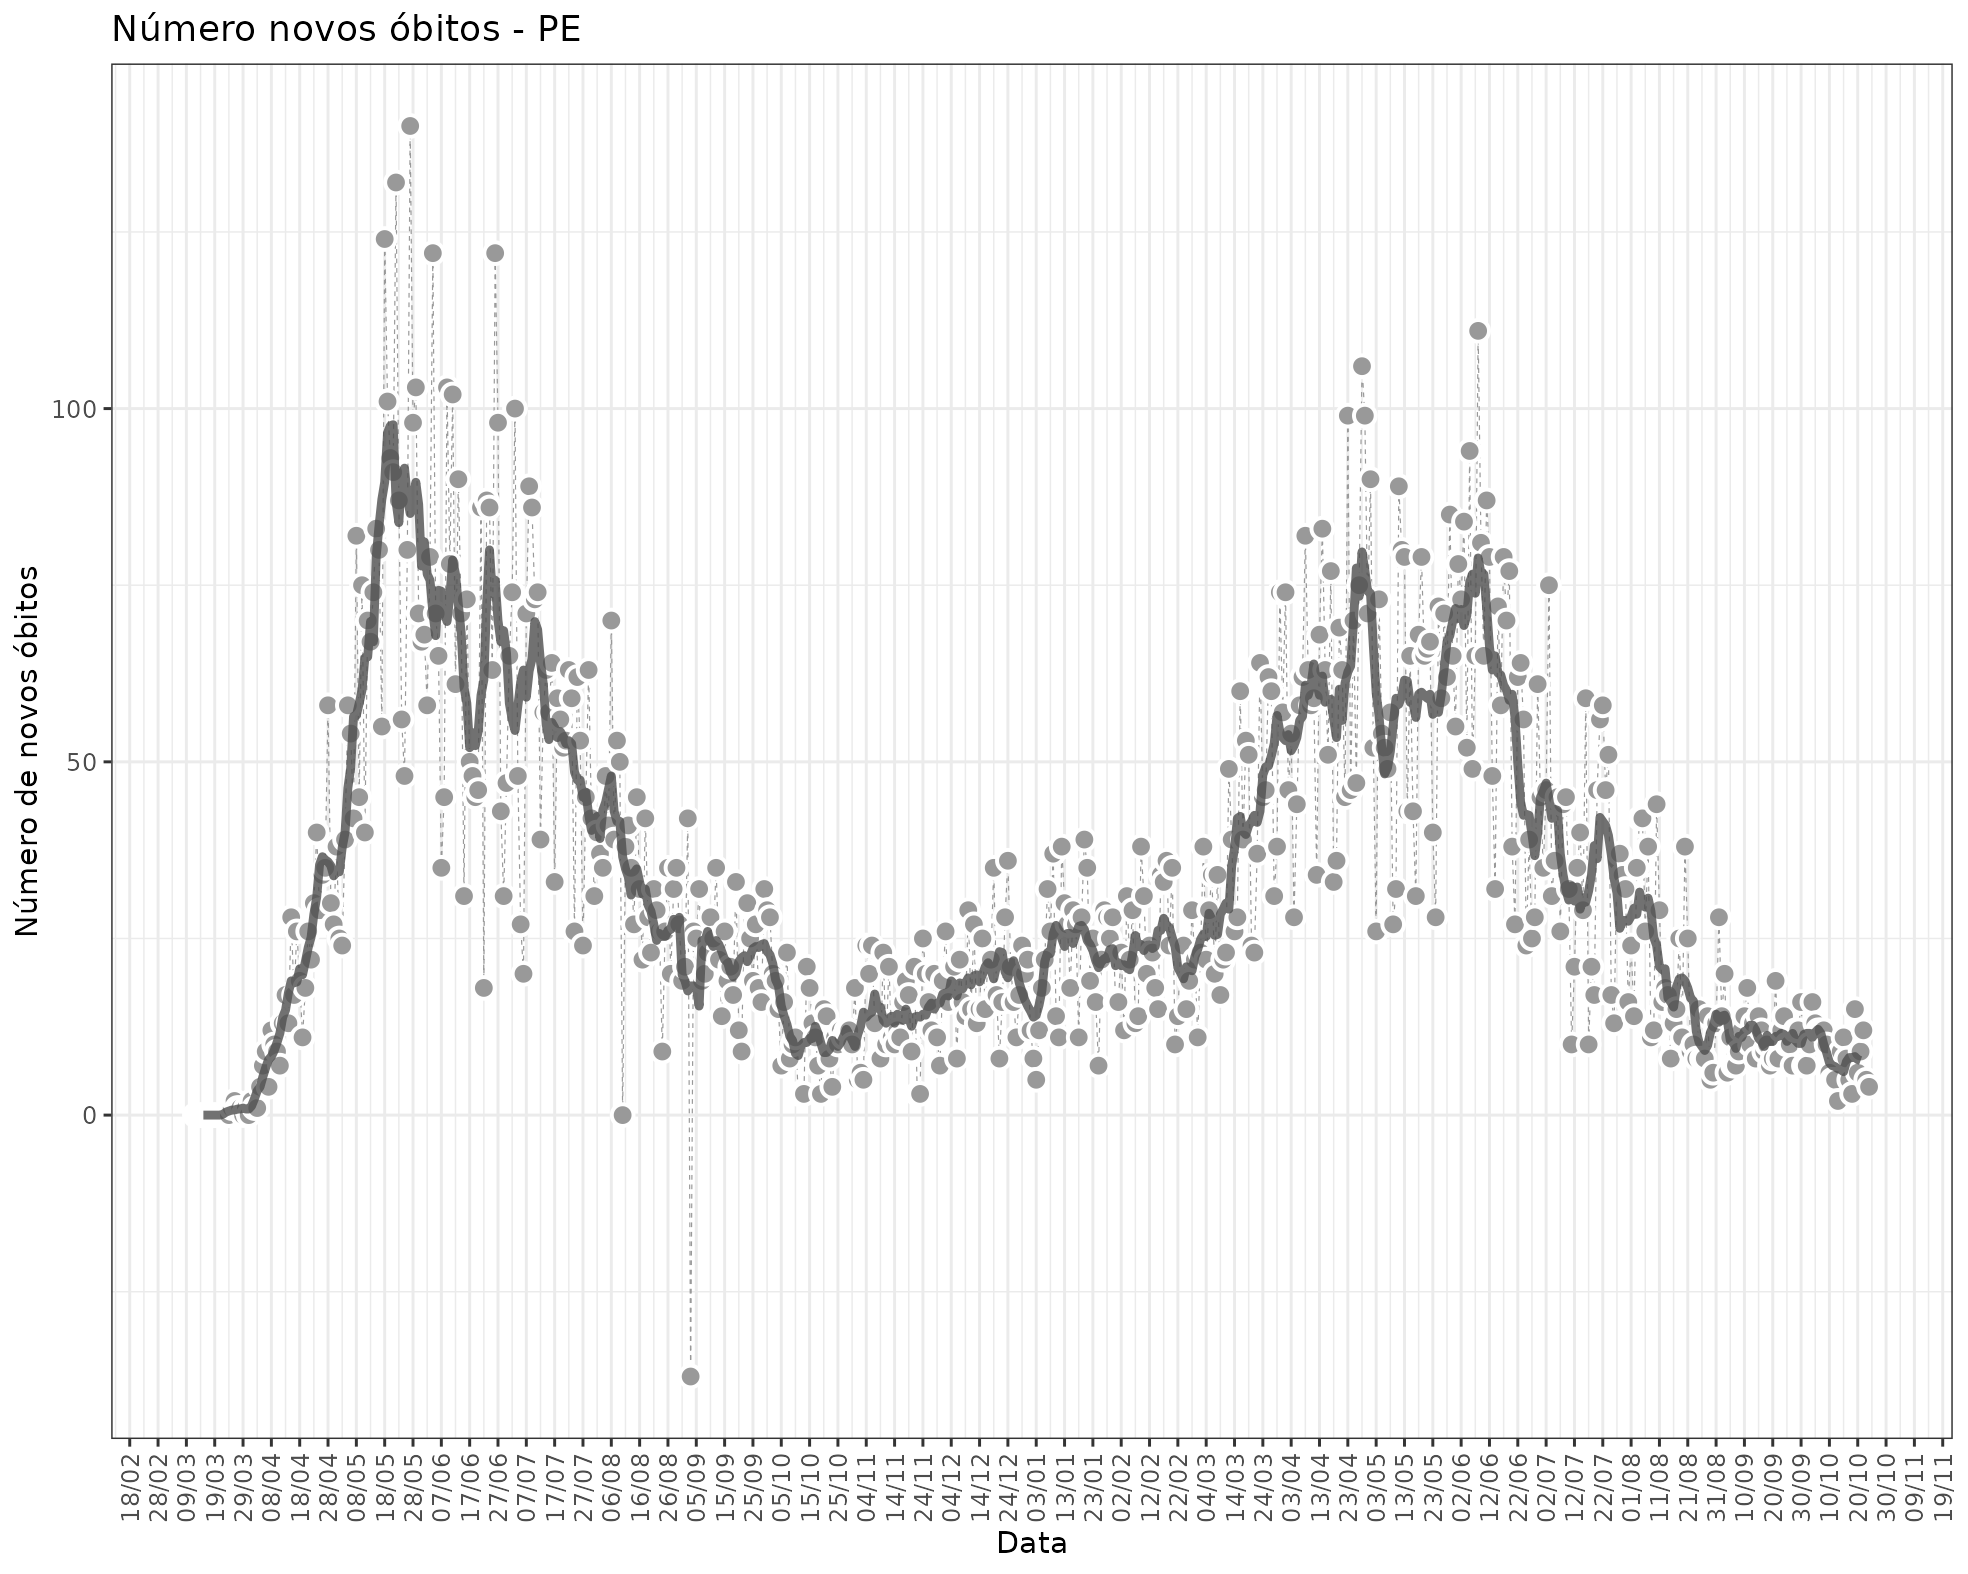 Número novos óbitos - PE
Número de novos óbitos
100
50
0
18/02 28/02 09/03 19/03 29/03 08/04 18/04 28/04 08/05 18/05 28/05 07/06 17/06 27/06 07/07 17/07 27/07 06/08 16/08 26/08 05/09 15/09 25/09 05/10 15/10 25/10 04/11 14/11 24/11 04/12 14/12 24/12 03/01 13/01 23/01 02/02 12/02 22/02 04/03 14/03 24/03 03/04 13/04 23/04 03/05 13/05 23/05 02/06 12/06 22/06 02/07 12/07 22/07 01/08 11/08 21/08 31/08 10/09 20/09 30/09 10/10 20/10 30/10 09/11 19/11
Data